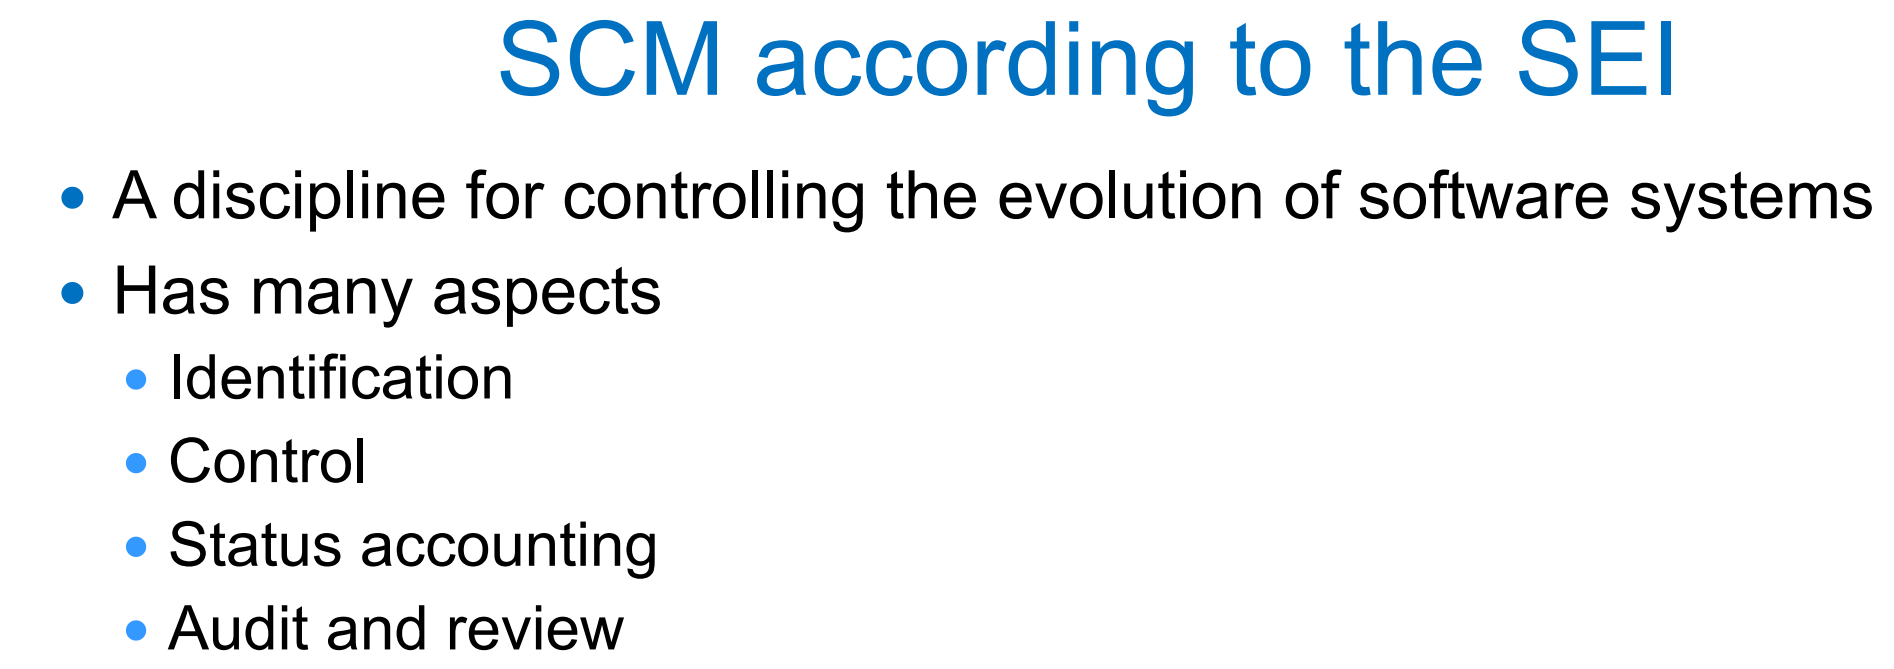 SCM according to the SEI
• A discipline for controlling the evolution of software systems
• Has many aspects
• Identification
• Control
• Status accounting
• Audit and review